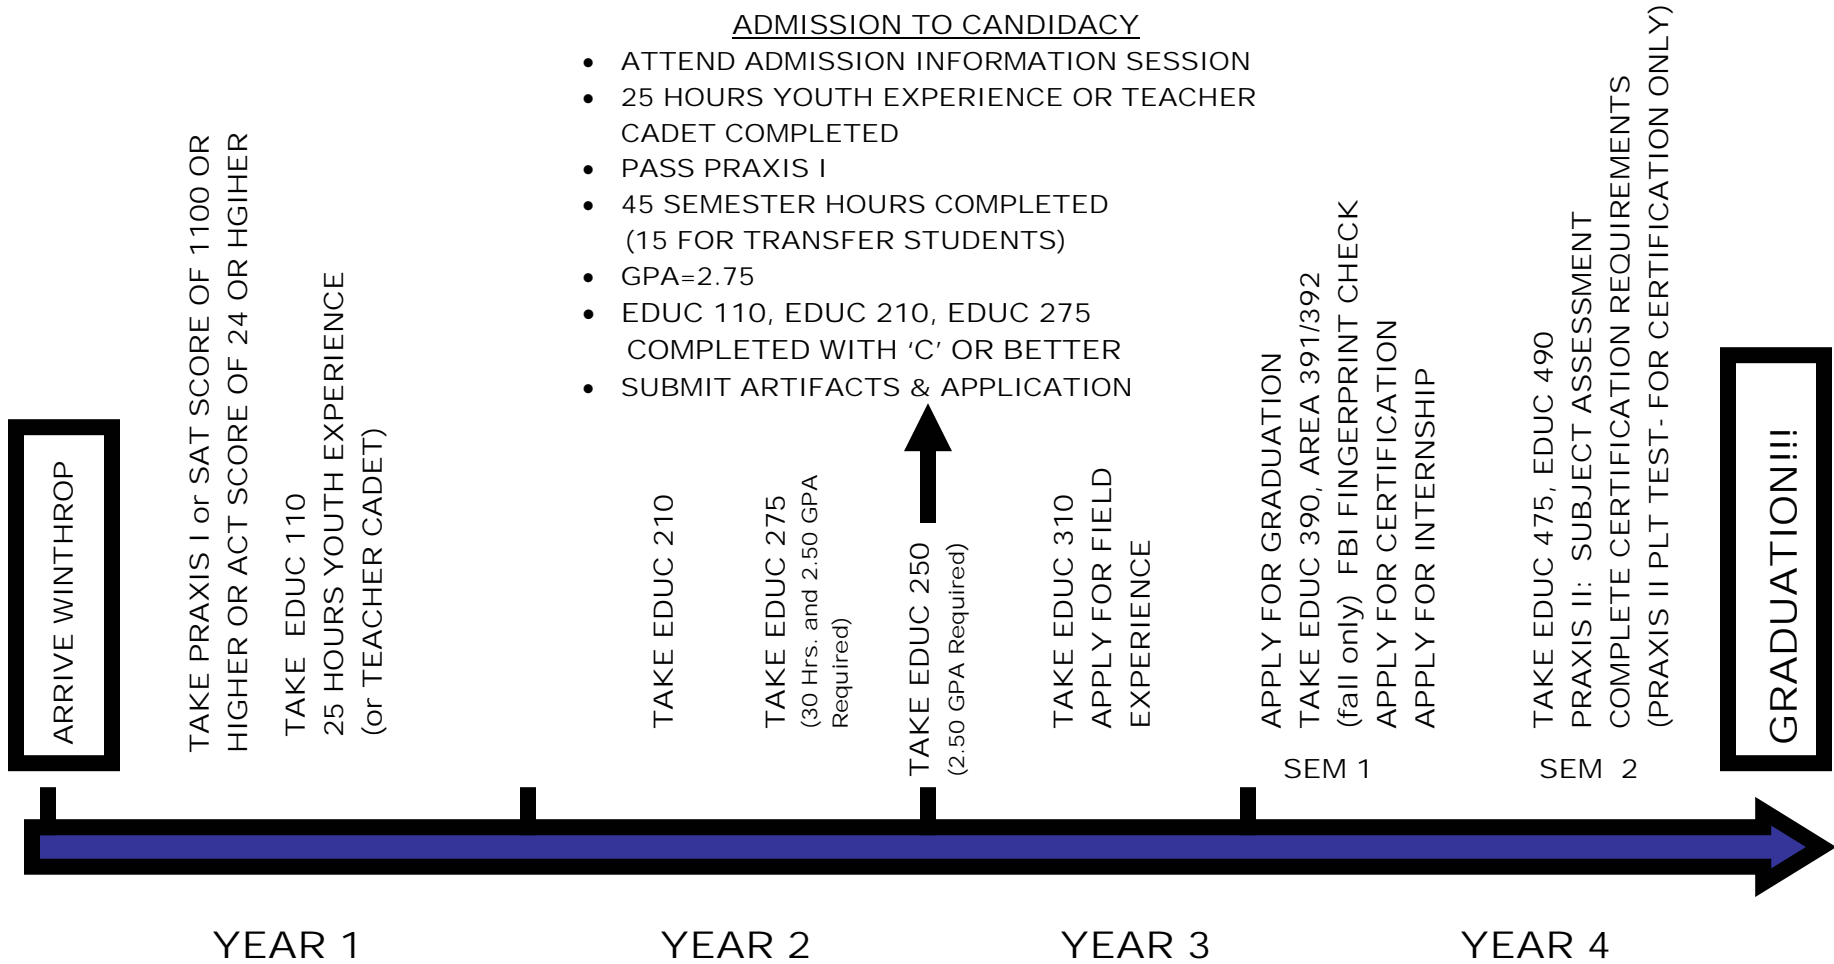 ADMISSION TO CANDIDACY
• ATTEND ADMISSION INFORMATION SESSION
• 25 HOURS YOUTH EXPERIENCE OR TEACHER
CADET COMPLETED
• PASS PRAXIS I
• 45 SEMESTER HOURS COMPLETED
(15 FOR TRANSFER STUDENTS)
• GPA=2.75
• EDUC 110, EDUC 210, EDUC 275
COMPLETED WITH ‘C’ OR BETTER
• SUBMIT ARTIFACTS & APPLICATION
ARRIVE WINTHROP
TAKE PRAXIS I or SAT SCORE OF 1100 OR
HIGHER OR ACT SCORE OF 24 OR HGIHER
TAKE EDUC 110
25 HOURS YOUTH EXPERIENCE
(or TEACHER CADET)
TAKE EDUC 210
TAKE EDUC 275
(30 Hrs. and 2.50 GPA
Required)
TAKE EDUC 250
(2.50 GPA Required)
TAKE EDUC 310
APPLY FOR FIELD
EXPERIENCE
APPLY FOR GRADUATION
TAKE EDUC 390, AREA 391/392
(fall only) FBI FINGERPRINT CHECK
APPLY FOR CERTIFICATION
APPLY FOR INTERNSHIP
SEM 1
TAKE EDUC 475, EDUC 490
PRAXIS II: SUBJECT ASSESSMENT
COMPLETE CERTIFICATION REQUIREMENTS
(PRAXIS II PLT TEST- FOR CERTIFICATION ONLY)
SEM 2
GRADUATION!!!
YEAR 1
YEAR 2
YEAR 3
YEAR 4